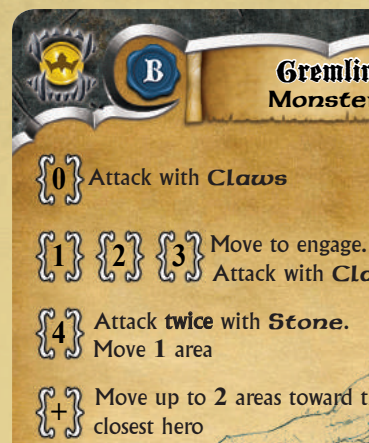 B
Gremlin
Monste
{0} Attack with Claws
{1} {2} {3} Move to engage.
Attack with Cla
{4} Attack twice with Stone.
Move 1 area
{+} Move up to 2 areas toward t
closest hero